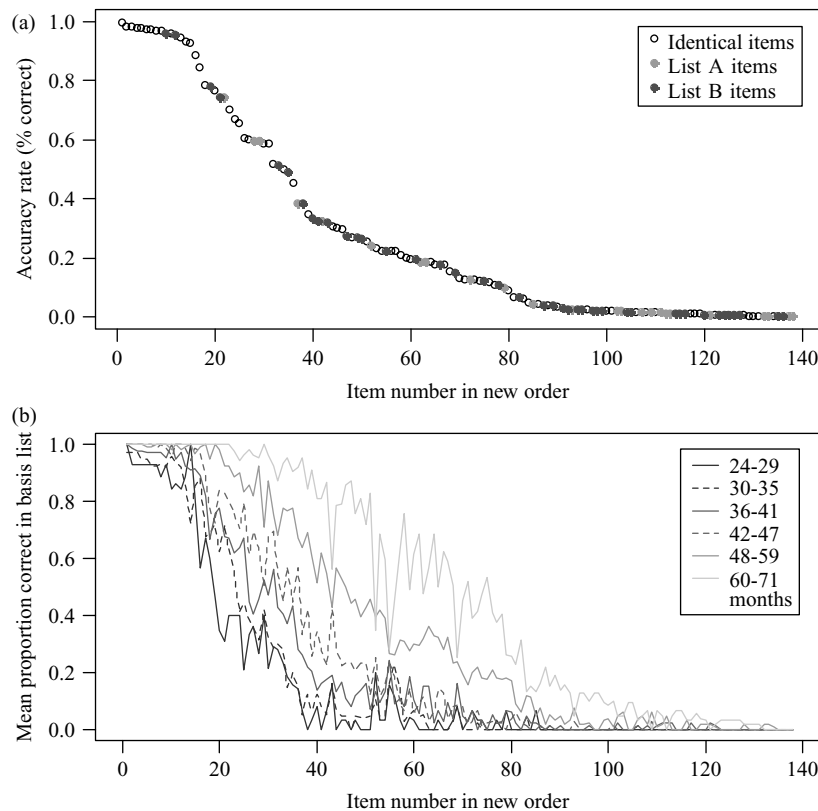 (a)
1.0
0.8
0.6
0.4
0.2
0.0
Accuracy rate (% correct)
Identical items
List A items
List B items
0 20 40 60 80 100 120 140
Item number in new order
(b)
1.0
0.8
0.6
0.4
0.2
0.0
Mean proportion correct in basis list
24-29
30-35
36-41
42-47
48-59
60-71
months
0 20 40 60 80 100 120 140
Item number in new order